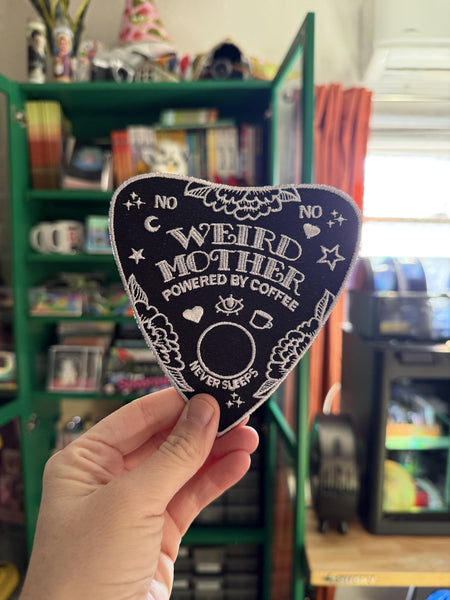 NO NO
WEIRD
MOTHER
POWERED BY COFFEE
NEVER SLEEPS